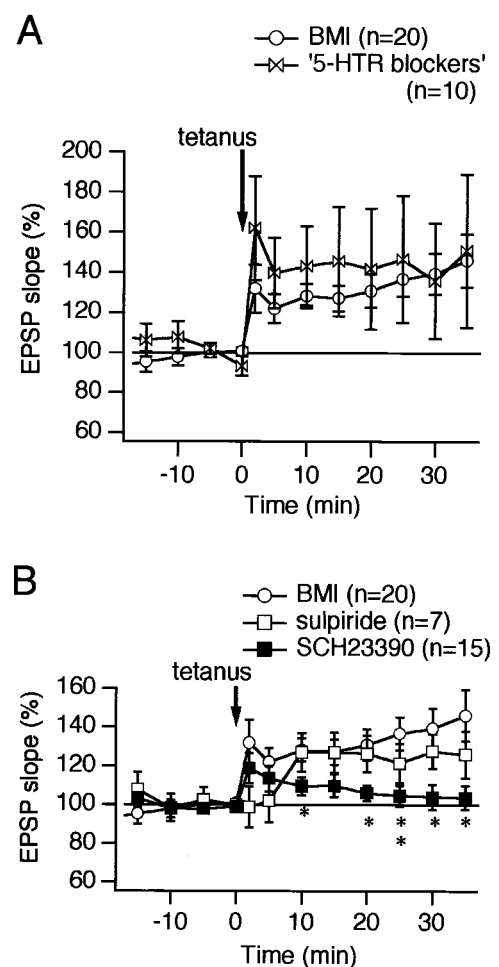 A
BMI (n=20)
'5-HTR blockers'
(n=10)
tetanus
200
180
160
140
120
100
80
60
EPSP slope (%)
-10
0
10
20
30
Time (min)
B
BMI (n=20)
sulpiride (n=7)
SCH23390 (n=15)
tetanus
160
140
120
100
80
60
EPSP slope (%)
* * * * *
*
-10
0
10
20
30
Time (min)